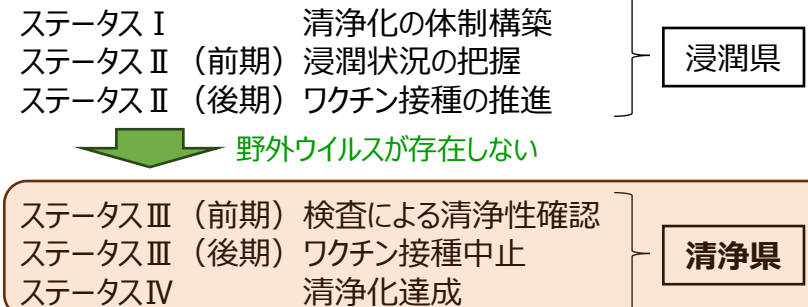 ステータスⅠ 清浄化の体制構築
ステータスⅡ（前期）浸潤状況の把握
ステータスⅡ（後期）ワクチン接種の推進
浸潤県
野外ウイルスが存在しない
ステータスⅢ（前期）検査による清浄性確認
ステータスⅢ（後期）ワクチン接種中止
ステータスⅣ 清浄化達成
清浄県